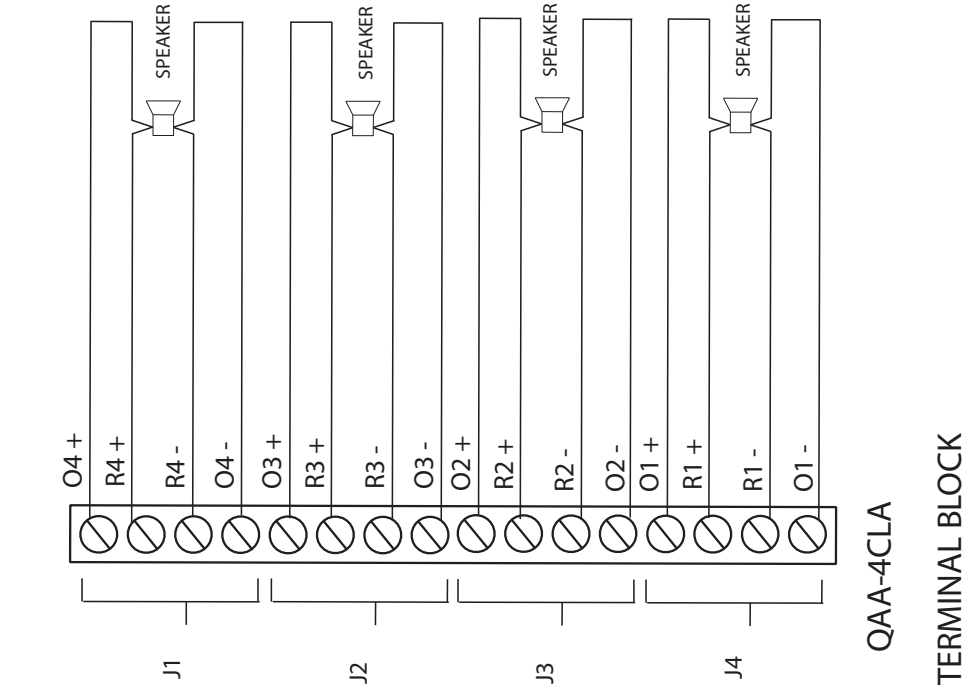 SPEAKER
SPEAKER
SPEAKER
SPEAKER
O4 +
R4 +
R4 -
O4 -
O3 +
R3 +
R3 -
O3 -
O2 +
R2 +
R2 -
O2 -
O1 +
R1 +
R1 -
O1 -
J1
J2
J3
J4
QAA-4CLA
TERMINAL BLOCK